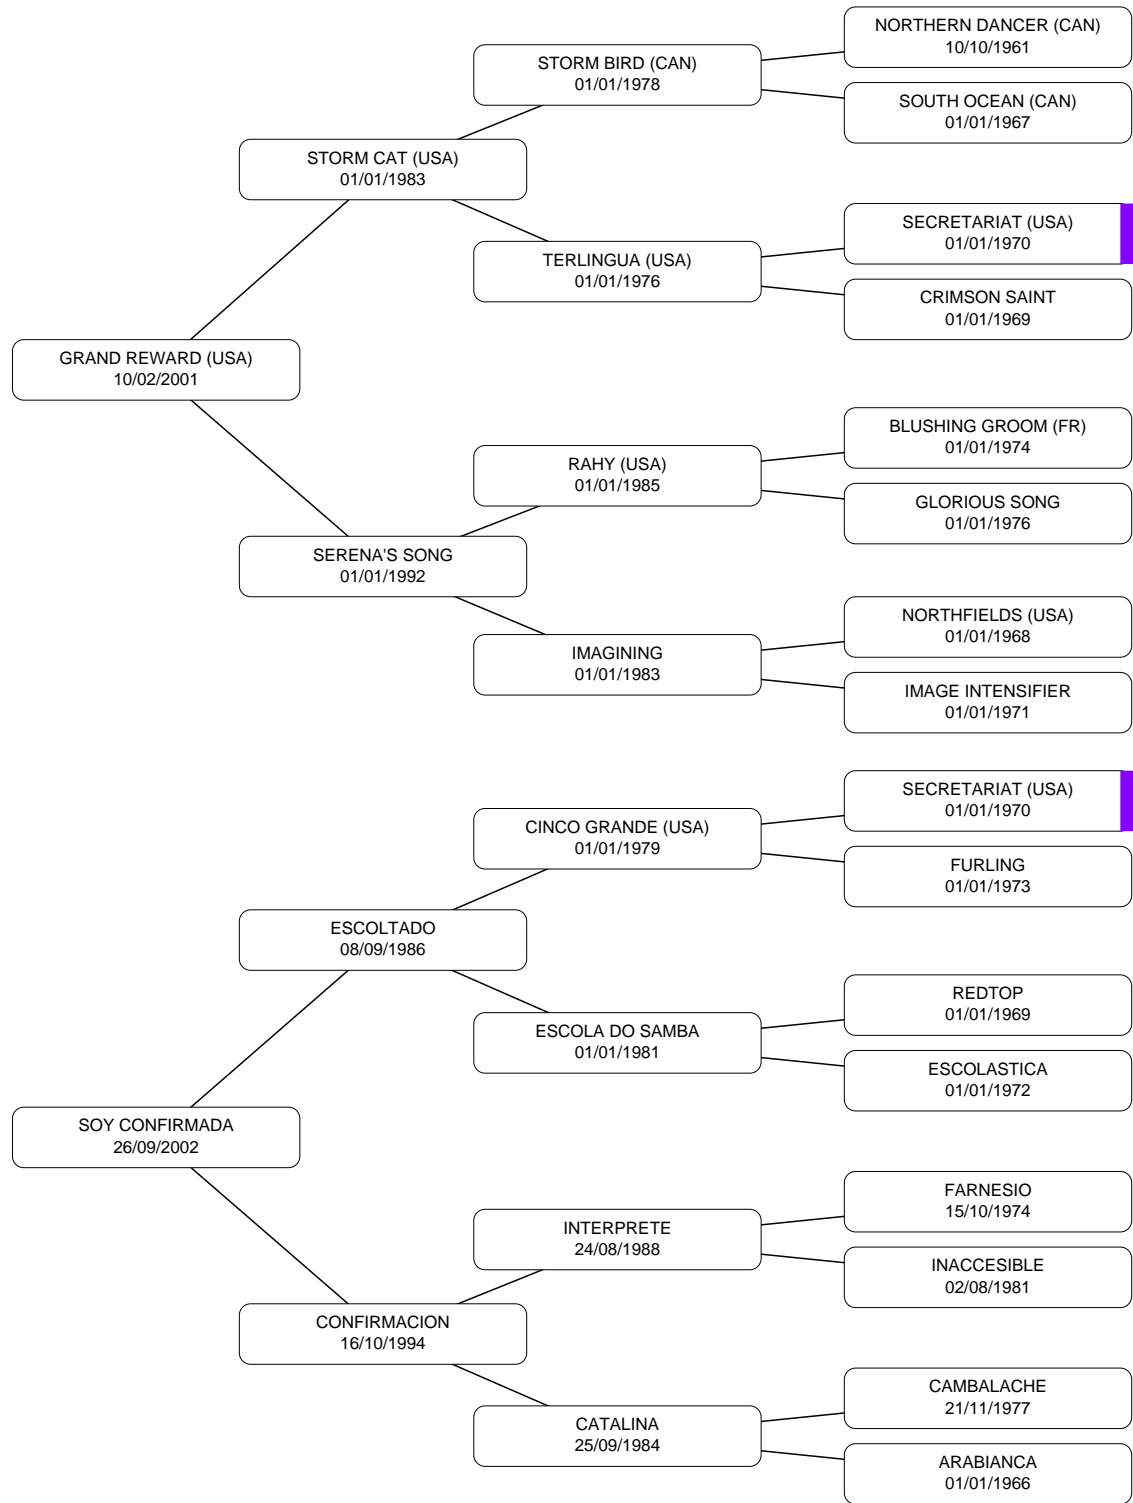 NORTHERN DANCER (CAN)
10/10/1961
STORM BIRD (CAN)
01/01/1978
SOUTH OCEAN (CAN)
01/01/1967
STORM CAT (USA)
01/01/1983
SECRETARIAT (USA)
01/01/1970
TERLINGUA (USA)
01/01/1976
CRIMSON SAINT
01/01/1969
GRAND REWARD (USA)
10/02/2001
BLUSHING GROOM (FR)
01/01/1974
RAHY (USA)
01/01/1985
GLORIOUS SONG
01/01/1976
SERENA'S SONG
01/01/1992
NORTHFIELDS (USA)
01/01/1968
IMAGINING
01/01/1983
IMAGE INTENSIFIER
01/01/1971
SECRETARIAT (USA)
01/01/1970
CINCO GRANDE (USA)
01/01/1979
FURLING
01/01/1973
ESCOLTADO
08/09/1986
REDTOP
01/01/1969
ESCOLA DO SAMBA
01/01/1981
ESCOLASTICA
01/01/1972
SOY CONFIRMADA
26/09/2002
FARNESIO
15/10/1974
INTERPRETE
24/08/1988
INACCESIBLE
02/08/1981
CONFIRMACION
16/10/1994
CAMBALACHE
21/11/1977
CATALINA
25/09/1984
ARABIANCA
01/01/1966